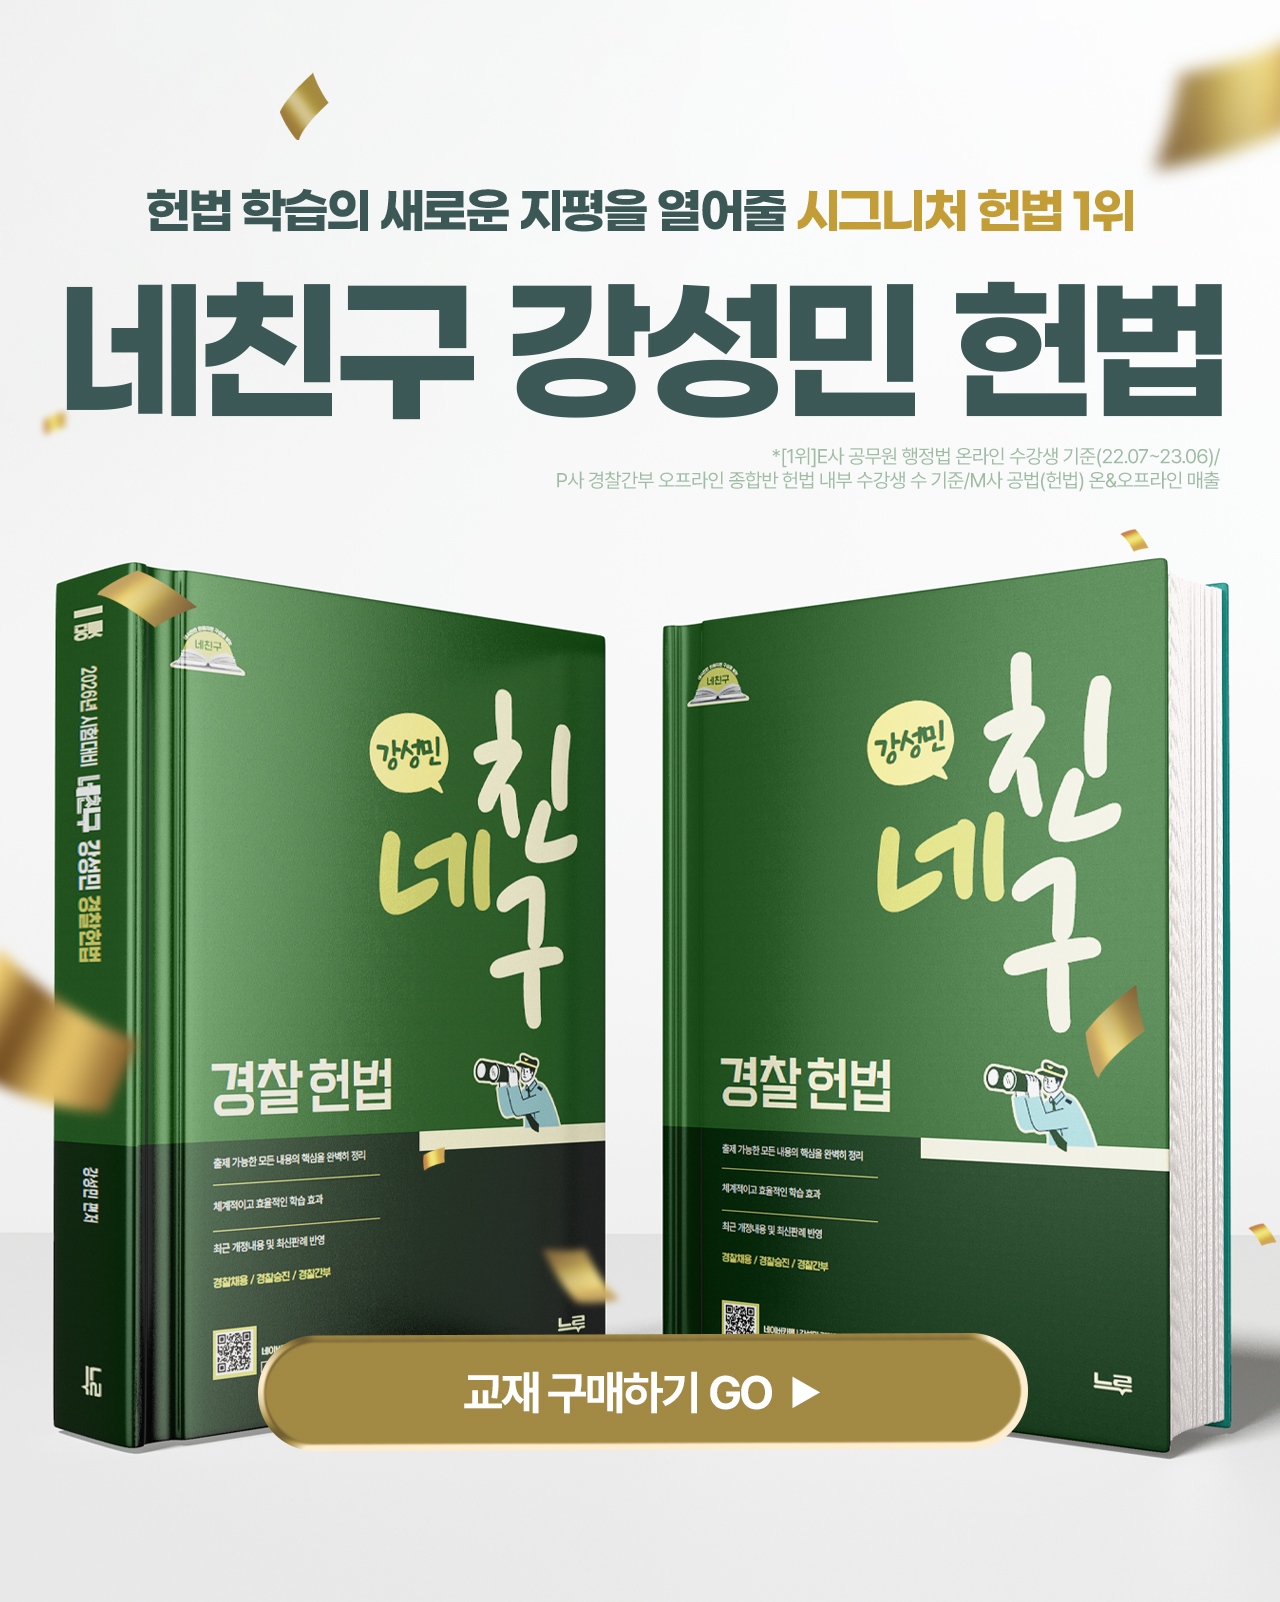 헌법 학습의 새로운 지평을 열어줄 시그니처 헌법 1위
네친구 강성민 헌법
*[1위]E사 공무원 행정법 온라인 수강생 기준(22.07~23.06)/
P사 경찰간부 오프라인 종합반 헌법 내부 수강생 수 기준/M사 공법(헌법) 온&오프라인 매출
2026년 시험대비 네친구 강성민 경찰헌법
강성민 편저
느루
네친구
강성민
네친구
경찰 헌법
출제 가능한 모든 내용의 핵심을 완벽히 정리
체계적이고 효율적인 학습 효과
최근 개정내용 및 최신판례 반영
경찰채용 / 경찰승진 / 경찰간부
느루
네친구
강성민
네친구
경찰 헌법
출제 가능한 모든 내용의 핵심을 완벽히 정리
체계적이고 효율적인 학습 효과
최근 개정내용 및 최신판례 반영
경찰채용 / 경찰승진 / 경찰간부
느루
교재 구매하기 GO ▶